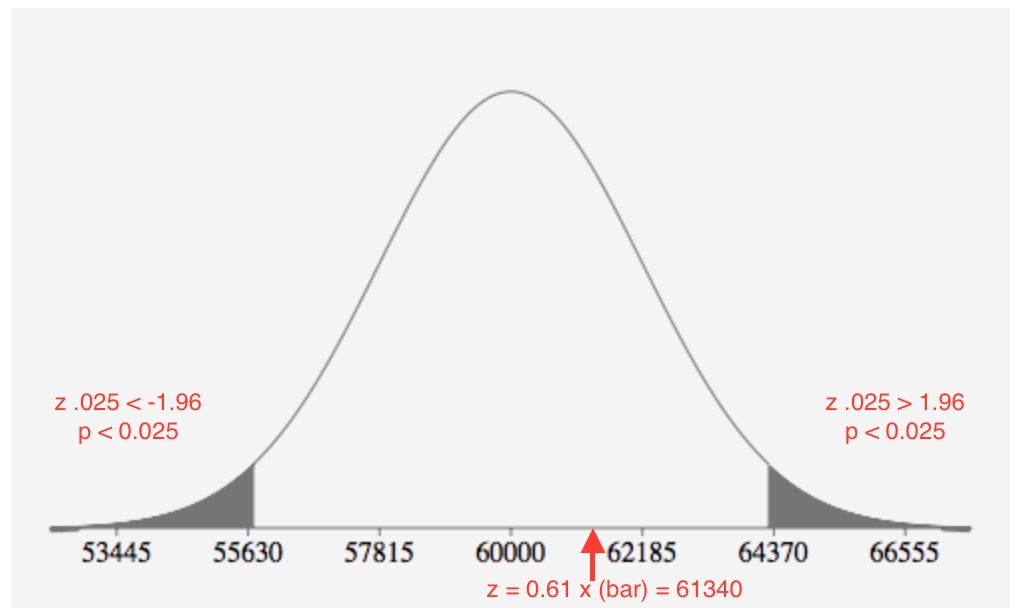 z .025 < -1.96
p < 0.025
z .025 > 1.96
p < 0.025
53445 55630 57815 60000 62185 64370 66555
z = 0.61 x (bar) = 61340